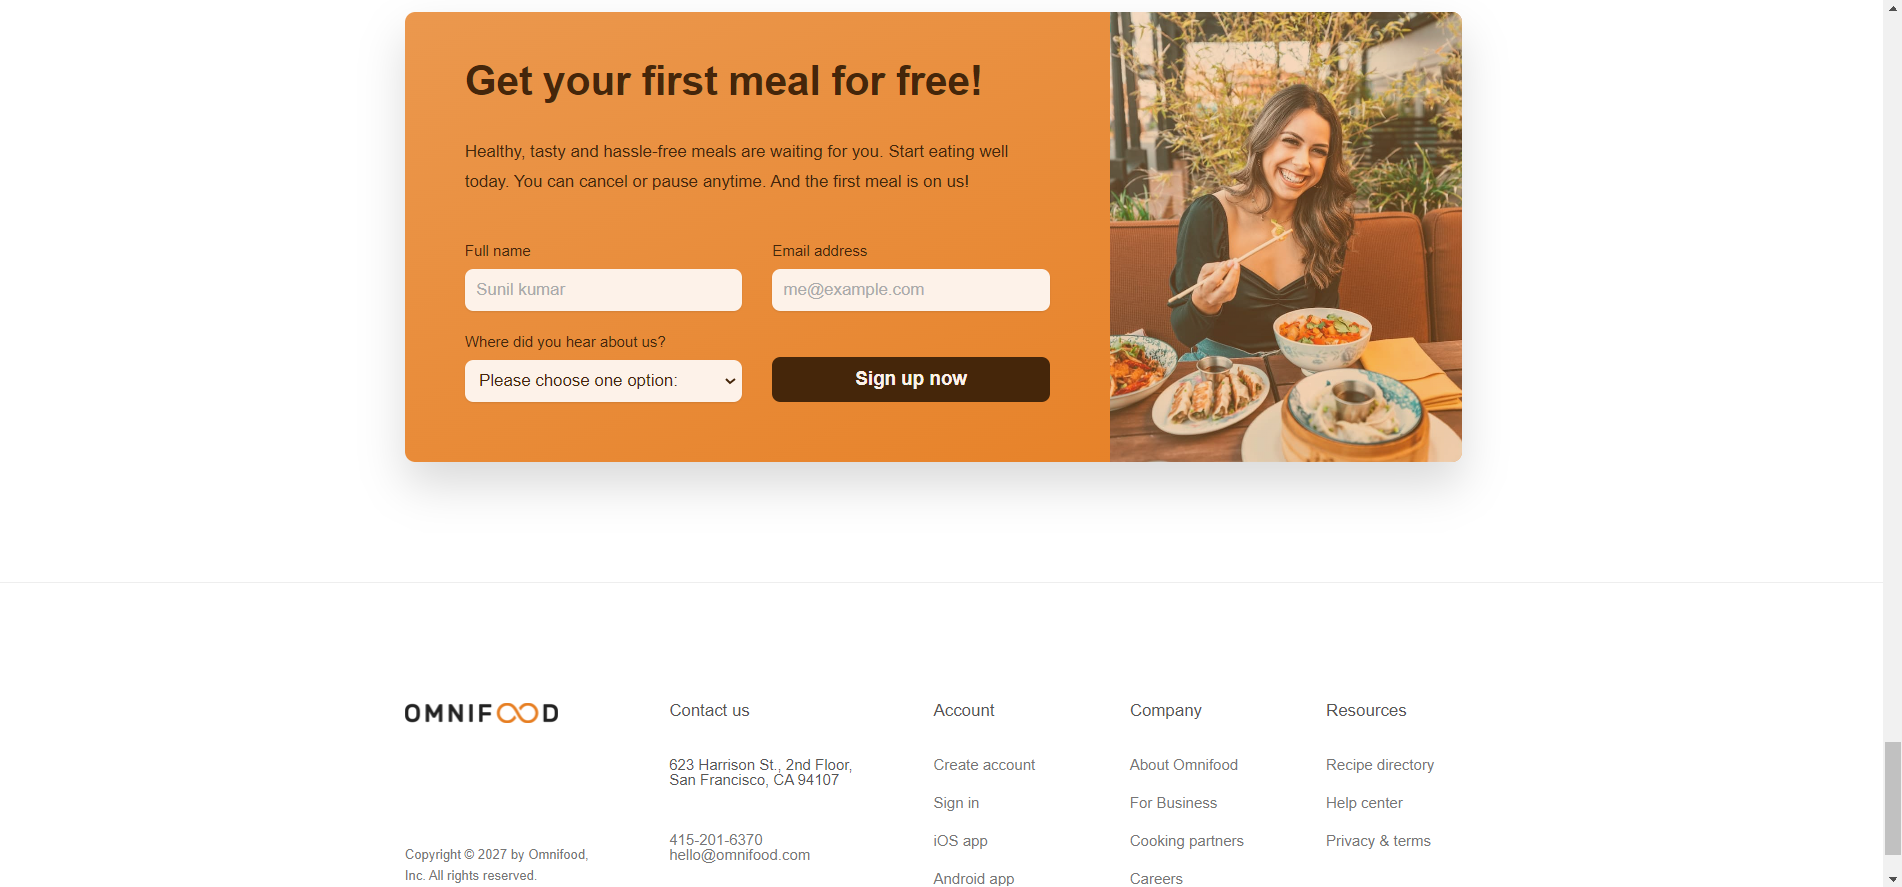 Get your first meal for free!
Healthy, tasty and hassle-free meals are waiting for you. Start eating well
today. You can cancel or pause anytime. And the first meal is on us!
Full name
Email address
Sunil kumar
me@example.com
Where did you hear about us?
Please choose one option:
Sign up now
OMNIFOOD
Copyright © 2027 by Omnifood,
Inc. All rights reserved.
Contact us
623 Harrison St., 2nd Floor,
San Francisco, CA 94107
415-201-6370
hello@omnifood.com
Account
Create account
Sign in
iOS app
Android app
Company
About Omnifood
For Business
Cooking partners
Careers
Resources
Recipe directory
Help center
Privacy & terms